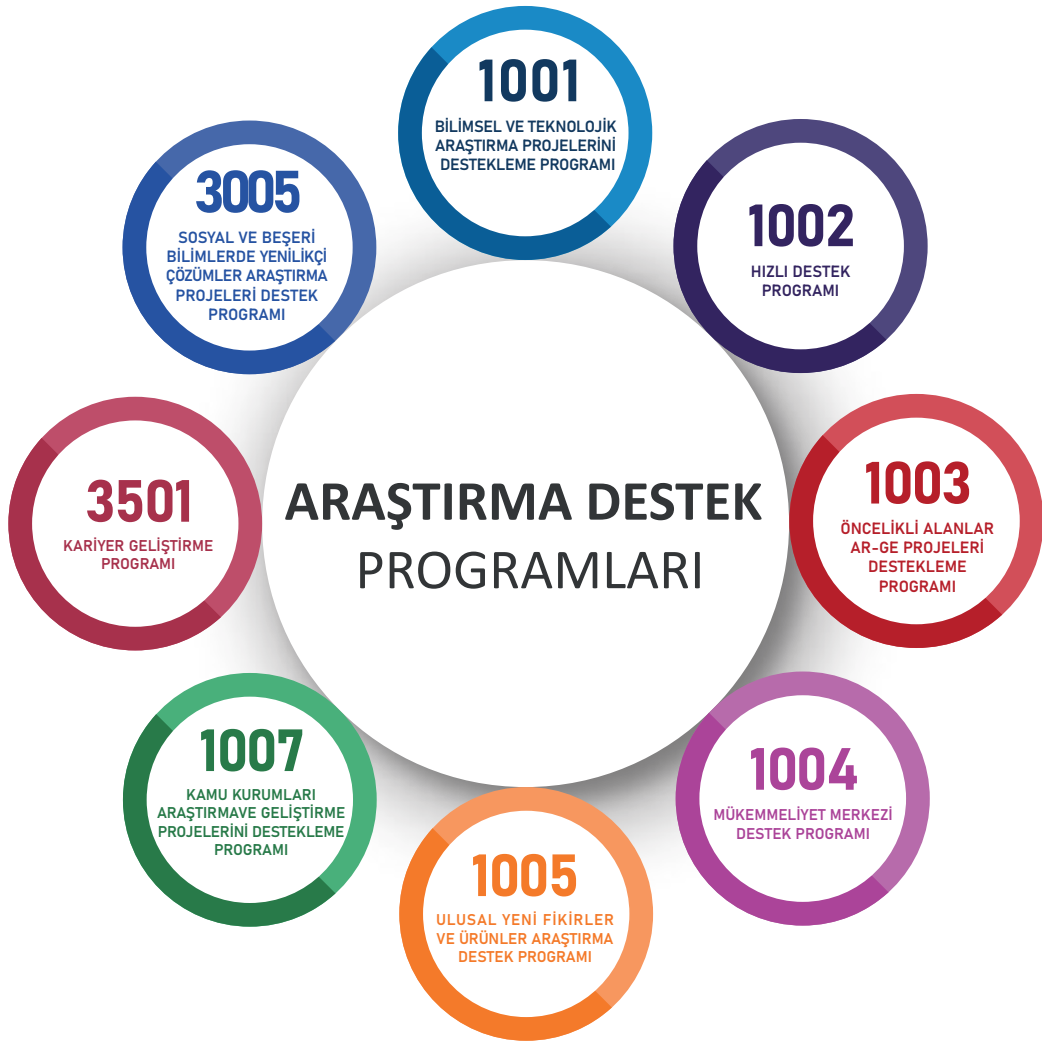 1001
BİLİMSEL VE TEKNOLOJİK
ARAŞTIRMA PROJELERİNİ
DESTEKLEME PROGRAMI
1002
HIZLI DESTEK
PROGRAMI
1003
ÖNCELİKLİ ALANLAR
AR-GE PROJELERİ
DESTEKLEME
PROGRAMI
1004
MÜKEMMELİYET MERKEZİ
DESTEK PROGRAMI
1005
ULUSAL YENİ FİKİRLER
VE ÜRÜNLER ARAŞTIRMA
DESTEK PROGRAMI
1007
KAMU KURUMLARI
ARAŞTIRMAVE GELİŞTİRME
PROJELERİNİ DESTEKLEME
PROGRAMI
3501
KARİYER GELİŞTİRME
PROGRAMI
3005
SOSYAL VE BEŞERİ
BİLİMLERDE YENİLİKÇİ
ÇÖZÜMLER ARAŞTIRMA
PROJELERİ DESTEK
PROGRAMI
ARAŞTIRMA DESTEK
PROGRAMLARI